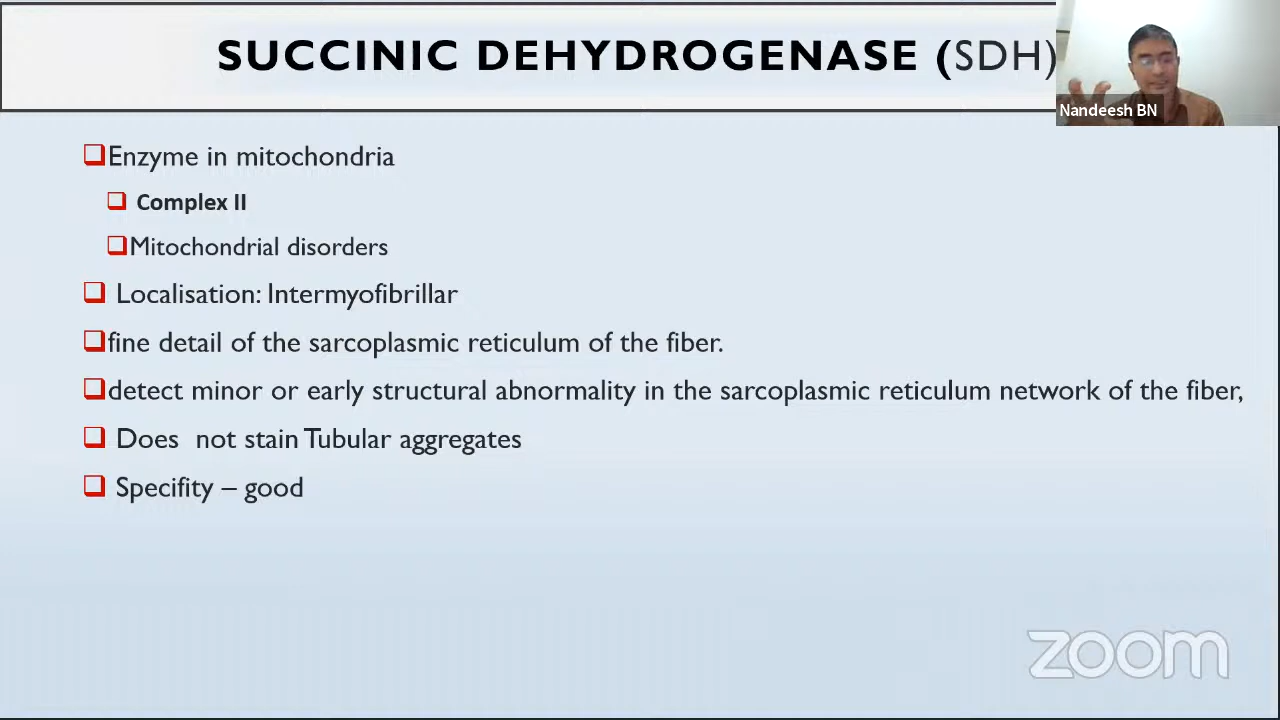 SUCCINIC DEHYDROGENASE (SDH)
Nandeesh BN
Enzyme in mitochondria
Complex II
Mitochondrial disorders
Localisation: Intermyofibrillar
fine detail of the sarcoplasmic reticulum of the fiber.
detect minor or early structural abnormality in the sarcoplasmic reticulum network of the fiber,
Does not stain Tubular aggregates
Specifity – good
zoom